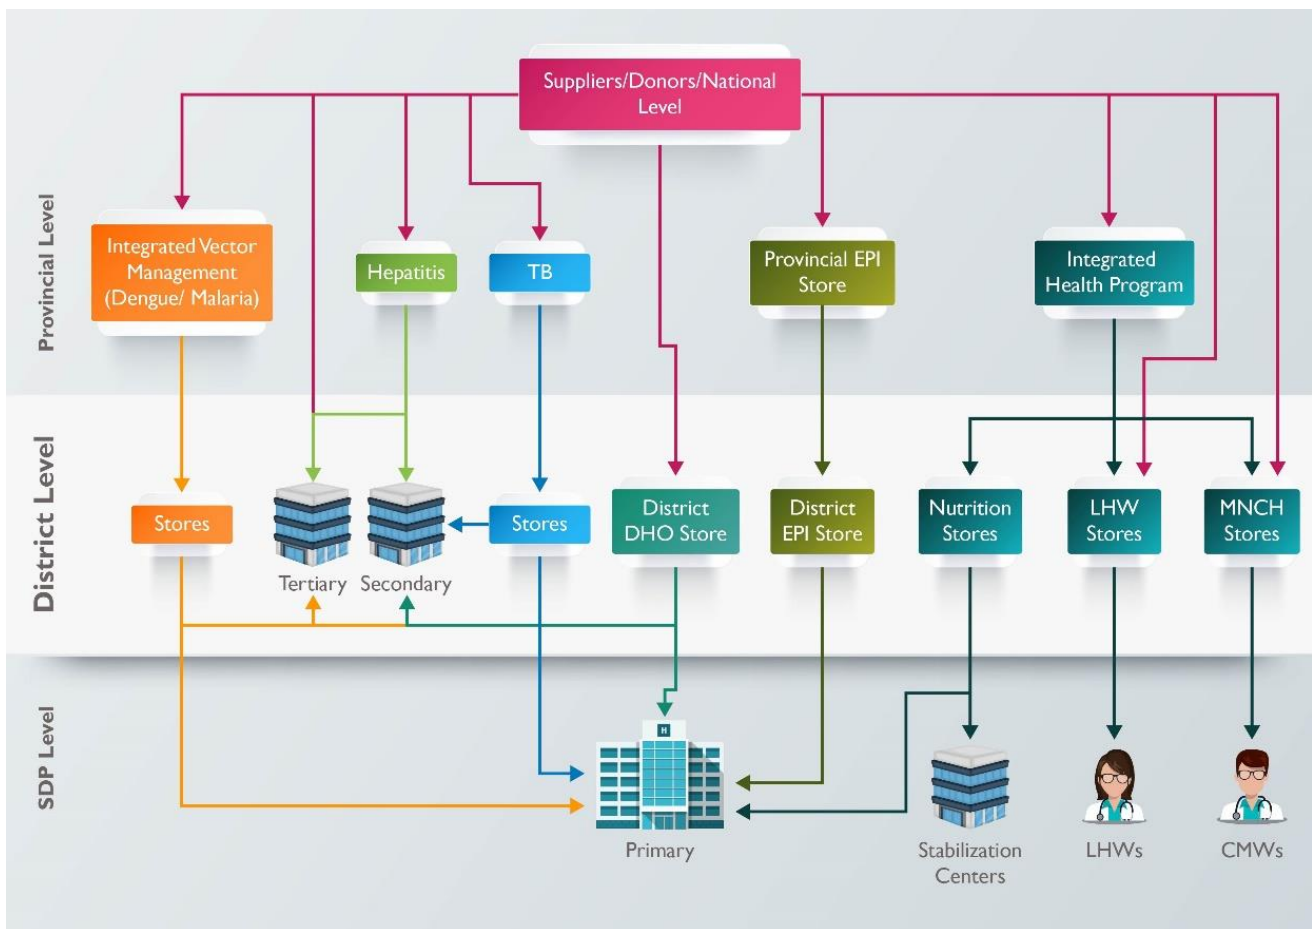 Suppliers/Donors/National
Level
Provincial Level
Integrated Vector
Management
(Dengue/ Malaria)
Hepatitis
TB
Provincial EPI
Store
Integrated
Health Program
District Level
Stores
Tertiary
Secondary
Stores
District
DHO Store
District
EPI Store
Nutrition
Stores
LHW
Stores
MNCH
Stores
SDP Level
H
Primary
Stabilization
Centers
LHWs
CMWs